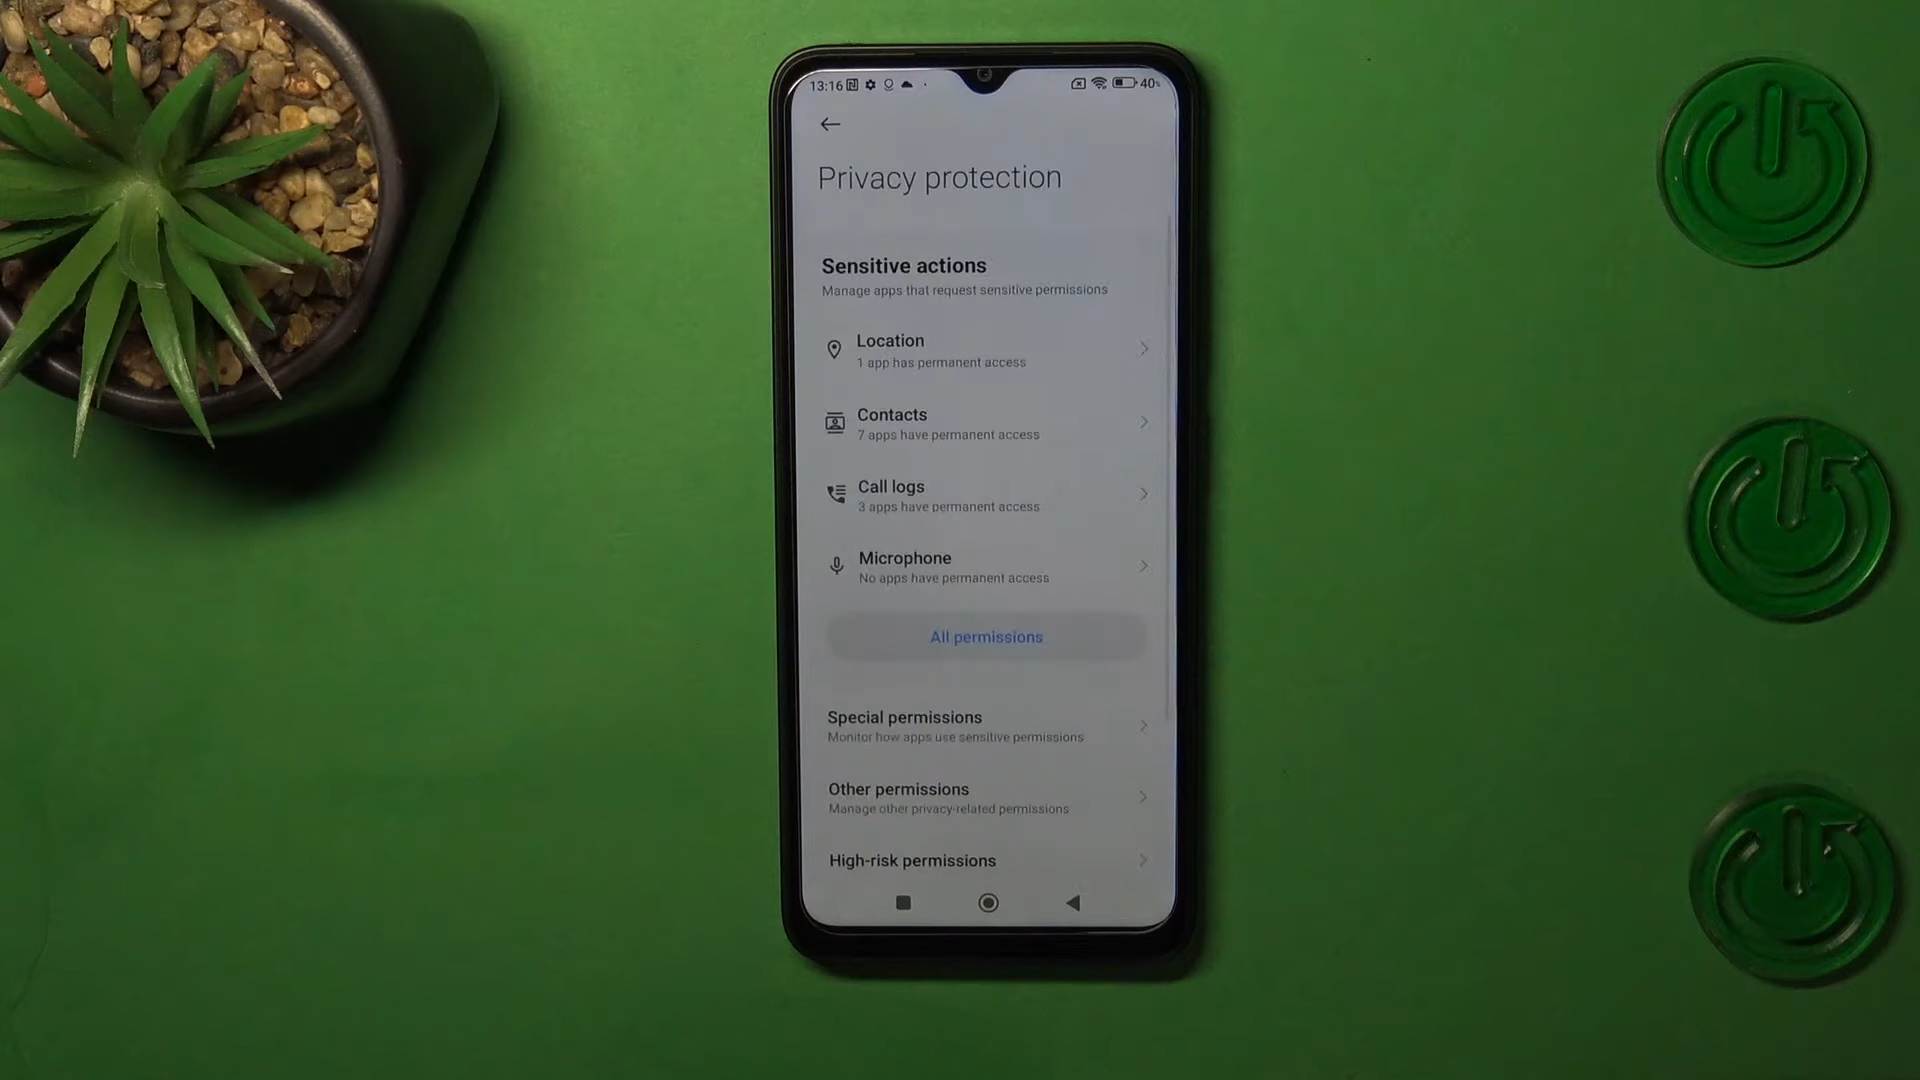 13:16
40%
Privacy protection
Sensitive actions
Manage apps that request sensitive permissions
Location
1 app has permanent access
Contacts
7 apps have permanent access
Call logs
3 apps have permanent access
Microphone
No apps have permanent access
All permissions
Special permissions
Monitor how apps use sensitive permissions
Other permissions
Manage other privacy-related permissions
High-risk permissions